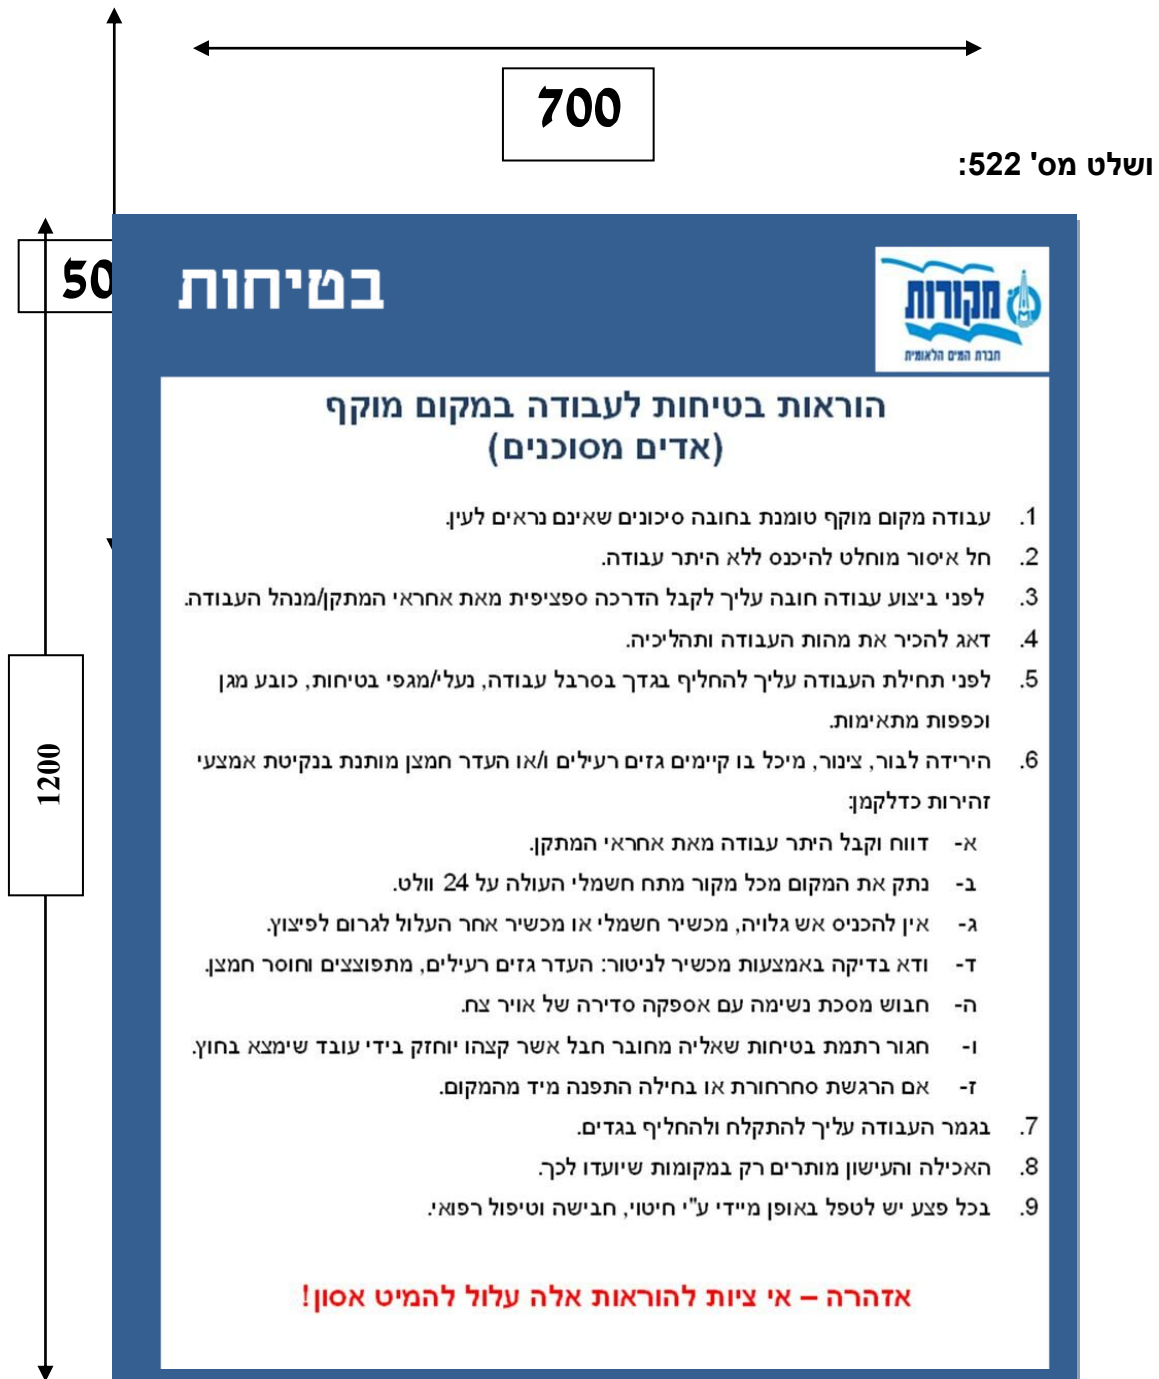 700
ושלט מס' 522:
50
בטיחות
מקורות
חברת המים הלאומית
הוראות בטיחות לעבודה במקום מוקף
(אדים מסוכנים)
1. עבודה מקום מוקף טומנת בחובה סיכונים שאינם נראים לעין.
2. חל איסור מוחלט להיכנס ללא היתר עבודה.
3. לפני ביצוע עבודה חובה עליך לקבל הדרכה ספציפית מאת אחראי המתקן/מנהל העבודה.
4. דאג להכיר את מהות העבודה ותהליכיה.
5. לפני תחילת העבודה עליך להחליף בגדך בסרבל עבודה, נעלי/מגפי בטיחות, כובע מגן
וכפפות מתאימות.
6. הירידה לבור, צינור, מיכל בו קיימים גזים רעילים ו/או העדר חמצן מותנת בנקיטת אמצעי
זהירות כדלקמן:
א- דווח וקבל היתר עבודה מאת אחראי המתקן.
ב- נתק את המקום מכל מקור מתח חשמלי העולה על 24 וולט.
ג- אין להכניס אש גלויה, מכשיר חשמלי או מכשיר אחר העלול לגרום לפיצוץ.
ד- ודא בדיקה באמצעות מכשיר לניטור: העדר גזים רעילים, מתפוצצים וחוסר חמצן.
ה- חבוש מסכת נשימה עם אספקה סדירה של אויר צח.
ו- חגור רתמת בטיחות שאליה מחובר חבל אשר קצהו יוחזק בידי עובד שימצא בחוץ.
ז- אם הרגשת סחרחורת או בחילה התפנה מיד מהמקום.
7. בגמר העבודה עליך להתקלח ולהחליף בגדים.
8. האכילה והעישון מותרים רק במקומות שיועדו לכך.
9. בכל פצע יש לטפל באופן מיידי ע"י חיטוי, חבישה וטיפול רפואי.
אזהרה – אי ציות להוראות אלה עלול להמיט אסון!
1200